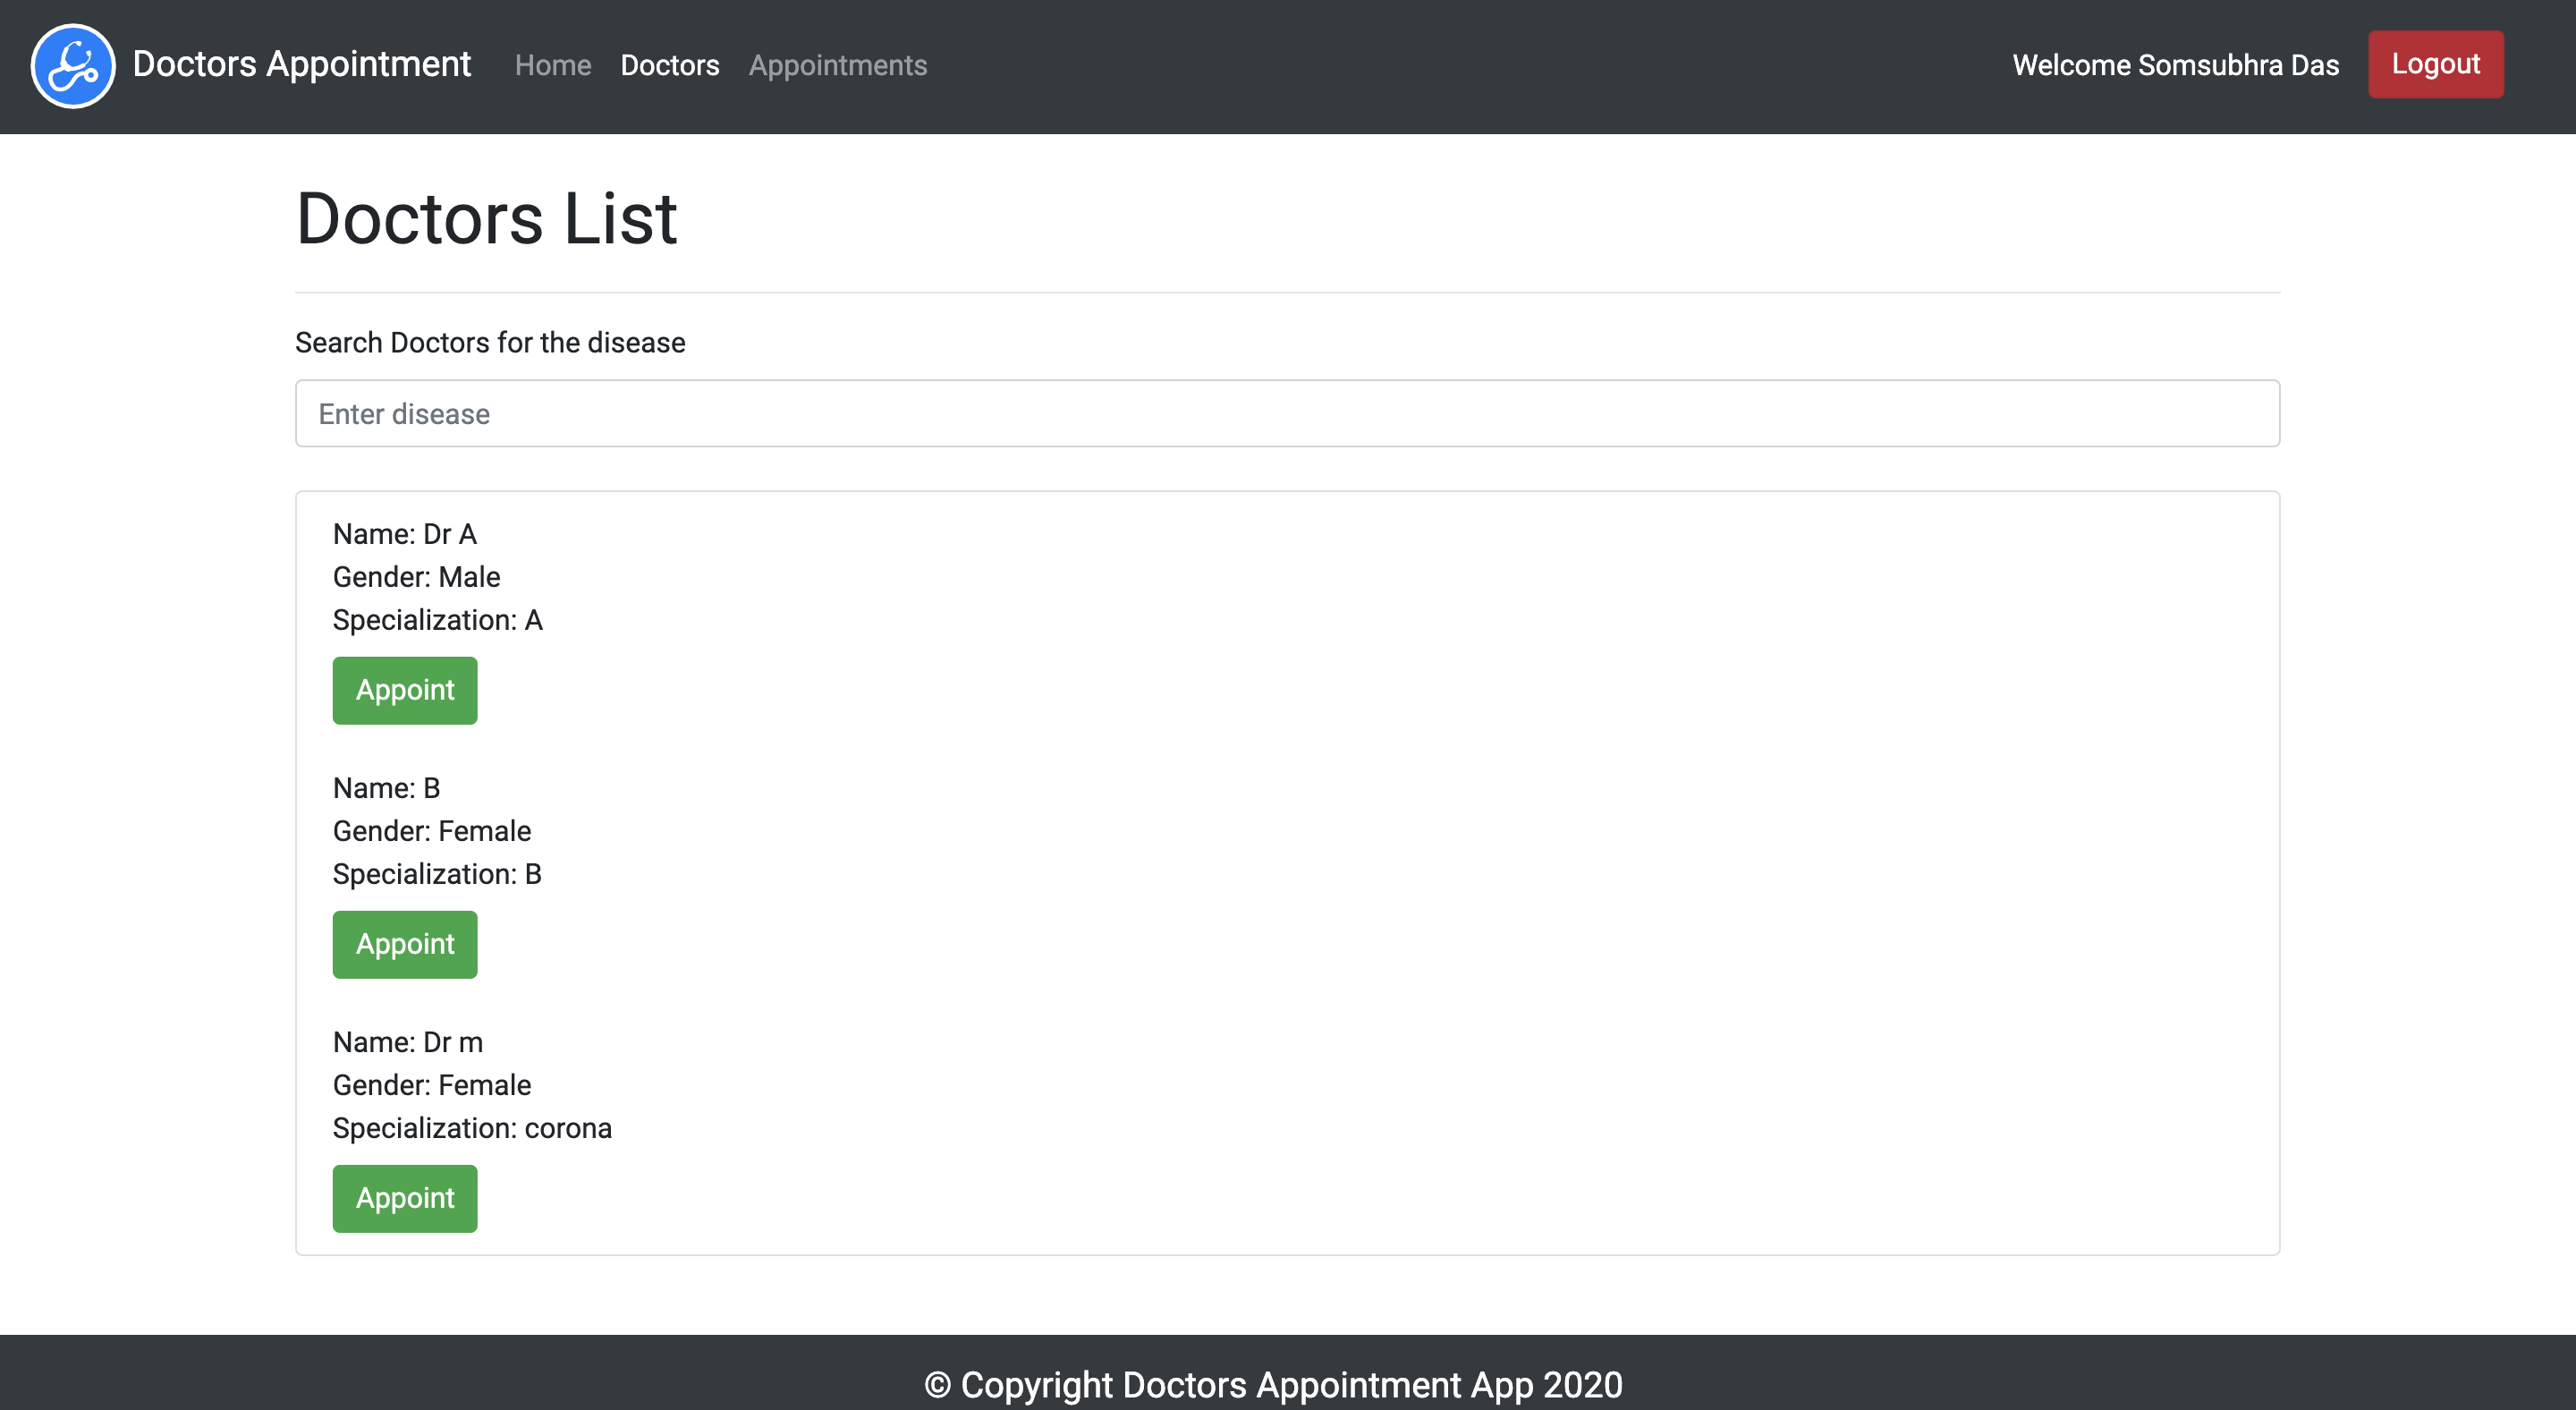 Doctors Appointment Home Doctors Appointments Welcome Somsubhra Das Logout
Doctors List
Search Doctors for the disease
Enter disease
Name: Dr A
Gender: Male
Specialization: A
Appoint
Name: B
Gender: Female
Specialization: B
Appoint
Name: Dr m
Gender: Female
Specialization: corona
Appoint
© Copyright Doctors Appointment App 2020